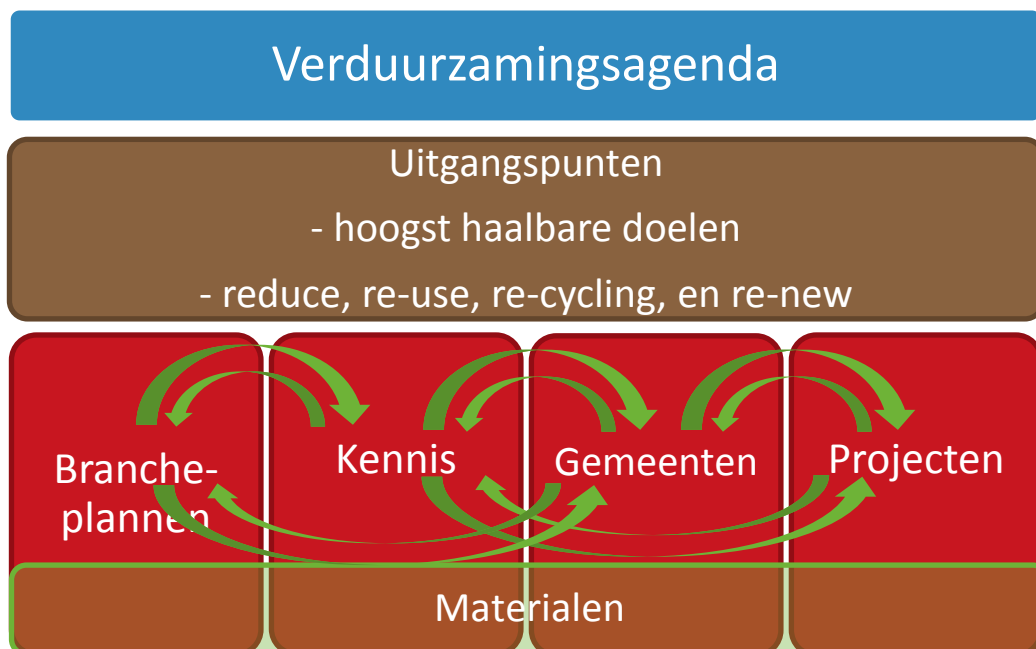 Verduurzamingsagenda
Uitgangspunten
- hoogst haalbare doelen
- reduce, re-use, re-cycling, en re-new
Branche-
plannen
Kennis
Gemeenten
Projecten
Materialen